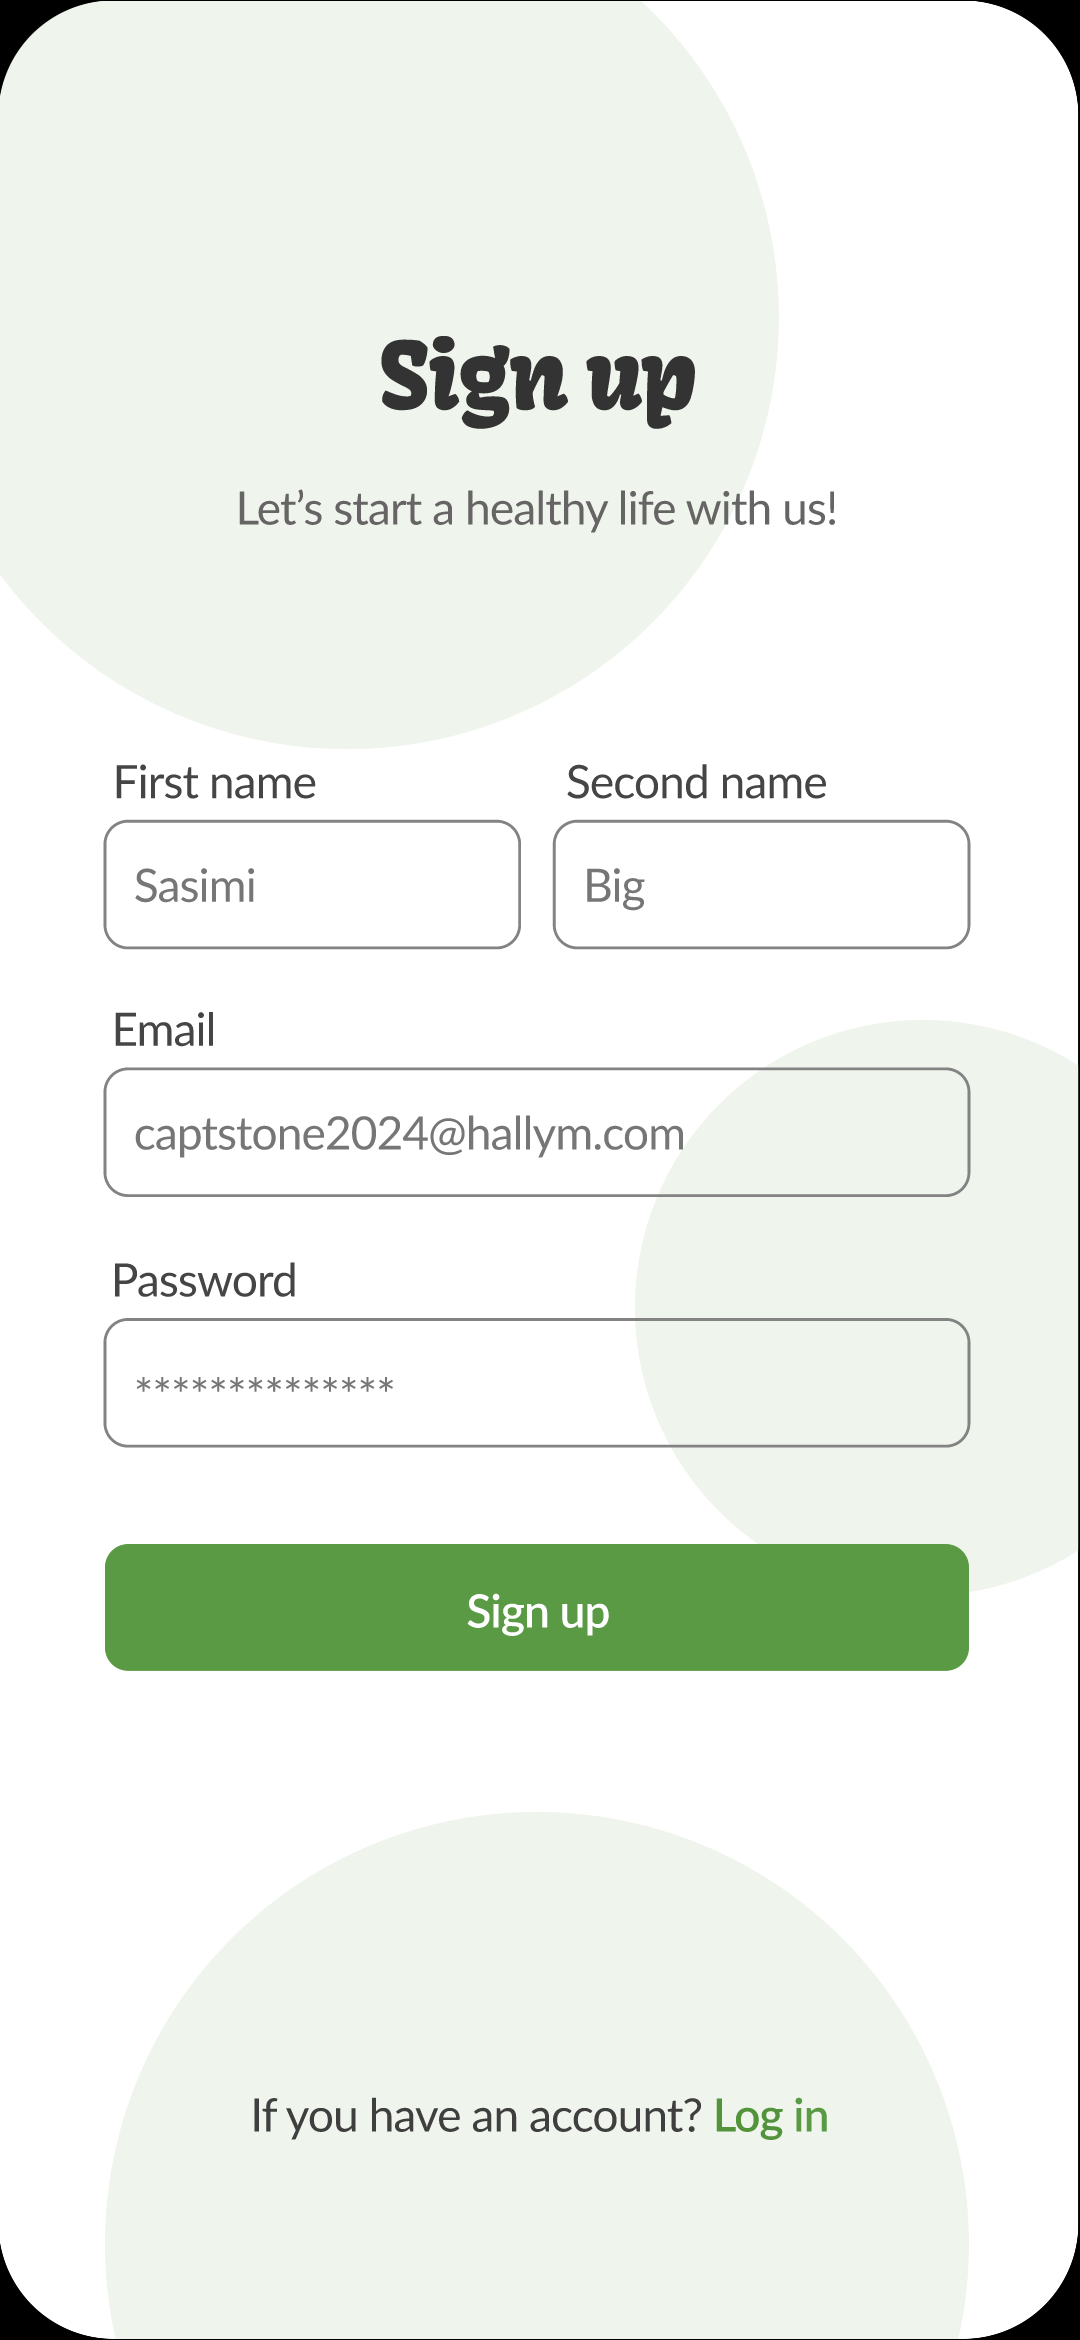 Sign up
Let’s start a healthy life with us!
First name
Second name
Sasimi
Big
Email
captstone2024@hallym.com
Password
**************
Sign up
If you have an account? Log in